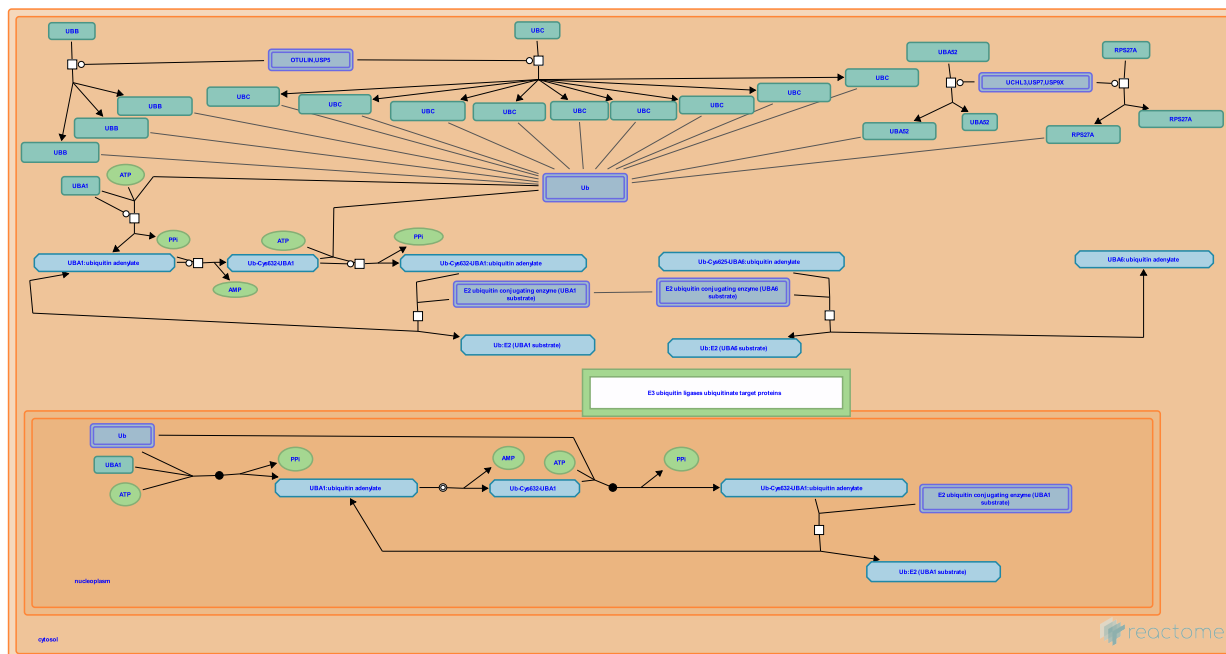 UBB
UBC
OTULIN,USP5
UBA52
RPS27A
UCHL3,USP7,USP9X
UBB
UBB
UBB
UBC
UBC
UBC
UBC
UBC
UBC
UBC
UBC
UBC
UBA52
UBA52
RPS27A
RPS27A
ATP
UBA1
Ub
PPi
ATP
PPi
UBA1:ubiquitin adenylate
Ub-Cys632-UBA1
Ub-Cys632-UBA1:ubiquitin adenylate
Ub-Cys625-UBA6:ubiquitin adenylate
UBA6:ubiquitin adenylate
AMP
E2 ubiquitin conjugating enzyme (UBA1
substrate)
E2 ubiquitin conjugating enzyme (UBA6
substrate)
Ub:E2 (UBA1 substrate)
Ub:E2 (UBA6 substrate)
E3 ubiquitin ligases ubiquitinate target proteins
Ub
UBA1
ATP
PPi
UBA1:ubiquitin adenylate
AMP
Ub-Cys632-UBA1
ATP
PPi
Ub-Cys632-UBA1:ubiquitin adenylate
E2 ubiquitin conjugating enzyme (UBA1
substrate)
Ub:E2 (UBA1 substrate)
nucleoplasm
cytosol
reactome